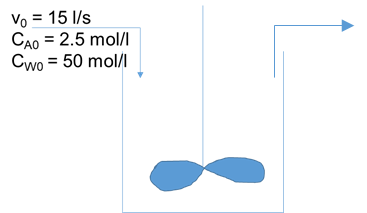 v₀ = 15 l/s
C_A0 = 2.5 mol/l
C_W0 = 50 mol/l